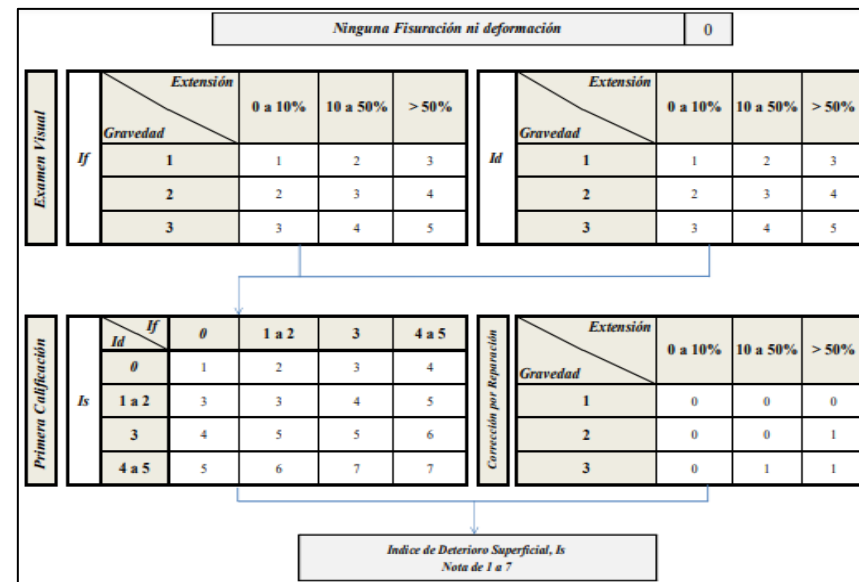 Ninguna Fisuración ni deformación 0
Examen Visual
If
Extensión
Gravedad
0 a 10% 10 a 50% > 50%
1 1 2 3
2 2 3 4
3 3 4 5
Id
Extensión
Gravedad
0 a 10% 10 a 50% > 50%
1 1 2 3
2 2 3 4
3 3 4 5
Primera Calificación
Is
If
Id
0 1 a 2 3 4 a 5
0 1 2 3 4
1 a 2 3 3 4 5
3 4 5 5 6
4 a 5 5 6 7 7
Corrección por Reparación
Extensión
Gravedad
0 a 10% 10 a 50% > 50%
1 0 0 0
2 0 0 1
3 0 1 1
Indice de Deterioro Superficial, Is
Nota de 1 a 7